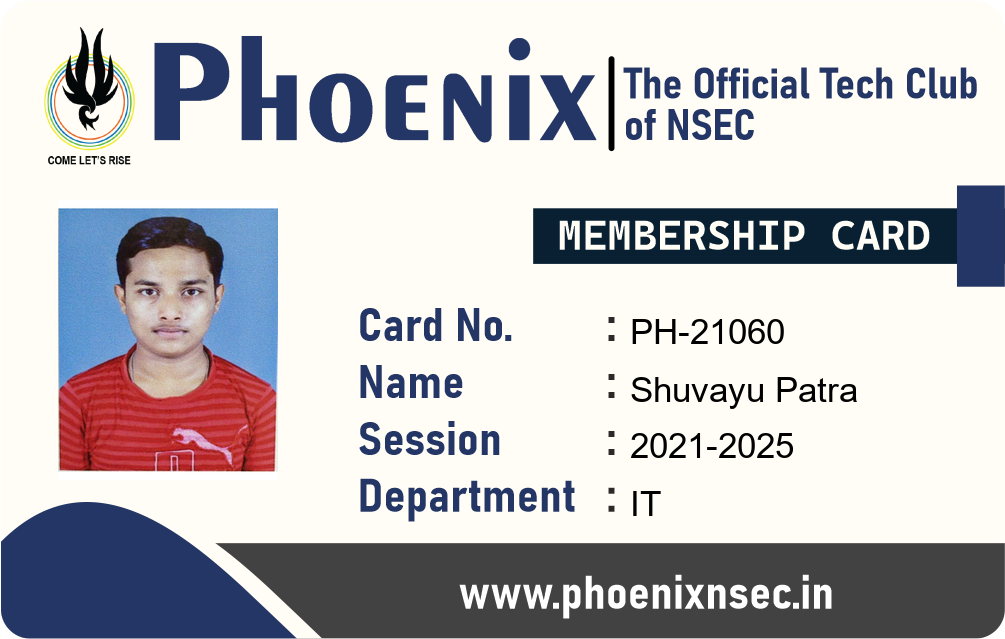 COME LET'S RISE
PHOENIX
The Official Tech Club
of NSEC
MEMBERSHIP CARD
Card No. : PH-21060
Name : Shuvayu Patra
Session : 2021-2025
Department : IT
www.phoenixnsec.in